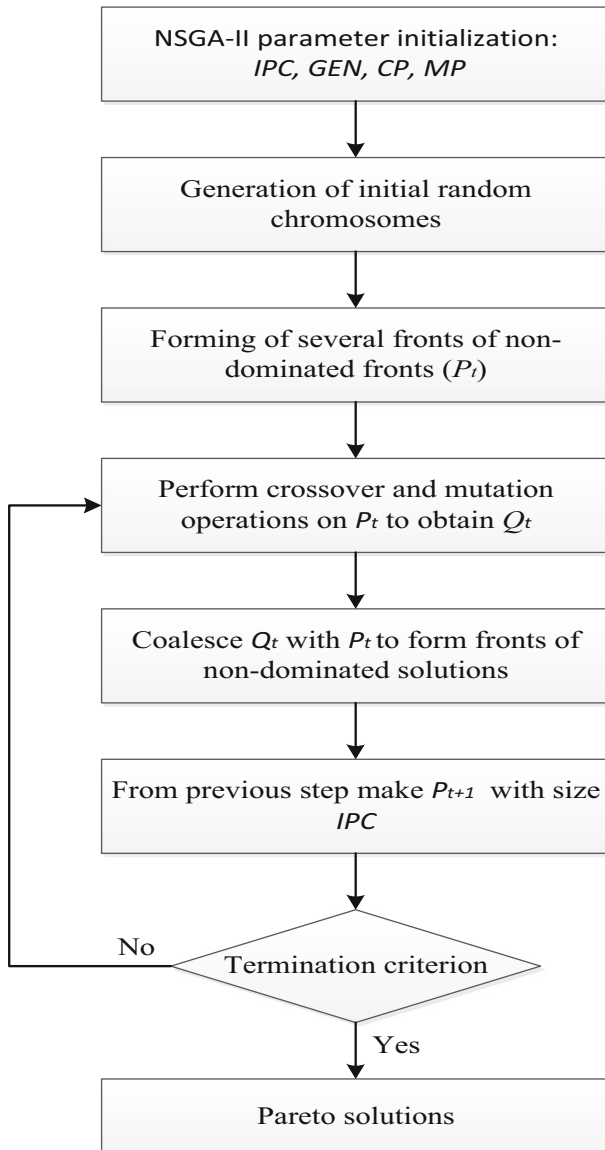 NSGA-II parameter initialization:
IPC, GEN, CP, MP
Generation of initial random
chromosomes
Forming of several fronts of non-
dominated fronts (Pt)
Perform crossover and mutation
operations on Pt to obtain Qt
Coalesce Qt with Pt to form fronts of
non-dominated solutions
From previous step make Pt+1 with size
IPC
No
Termination criterion
Yes
Pareto solutions